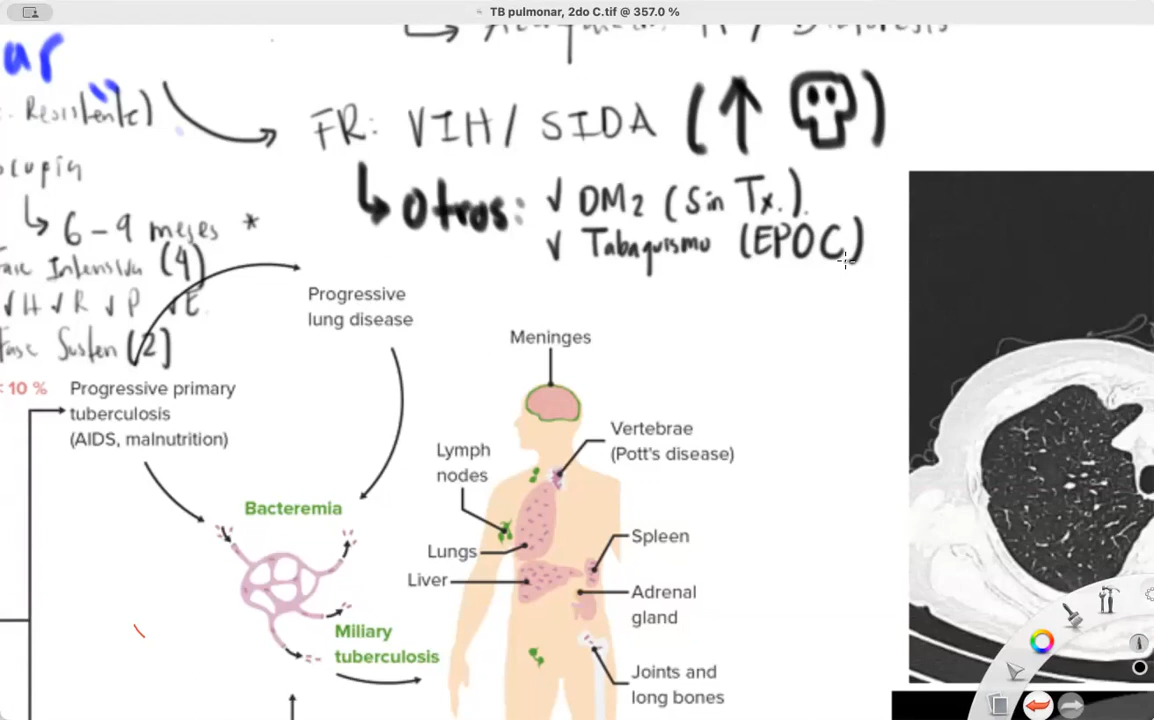 TB pulmonar, 2do C.tif @ 357.0 %
ar
Resistente)
FR: VIH/ SIDA (↑ )
↳ otros: √ DM2 (Sin Tx.).
√ Tabaquismo (EPOC)
↳ 6-9 meses *
Fase Intensiva (4)
√H √R √P √E
Fase Sosten (2]
< 10 %
Progressive primary
tuberculosis
(AIDS, malnutrition)
Progressive
lung disease
Bacteremia
Miliary
tuberculosis
Meninges
Vertebrae
(Pott's disease)
Lymph
nodes
Lungs
Liver
Spleen
Adrenal
gland
Joints and
long bones